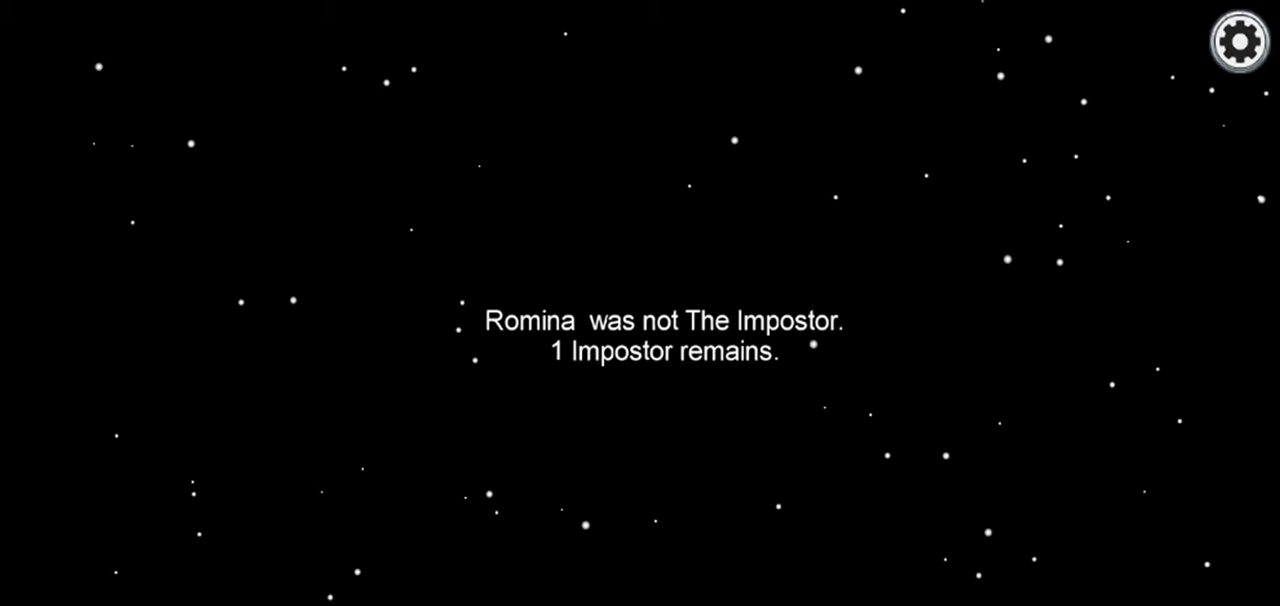 Romina  was not The Impostor.
1 Impostor remains.